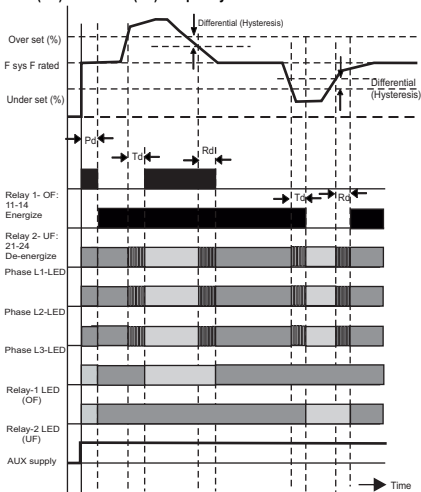 Differential (Hysteresis)
Over set (%)
F sys F rated
Differential
(Hysteresis)
Under set (%)
Pd
Td
Rd
Relay 1- OF:
11-14
Energize
Td
Rd
Relay 2- UF:
21-24
De-energize
Phase L1-LED
Phase L2-LED
Phase L3-LED
Relay-1 LED
(OF)
Relay-2 LED
(UF)
AUX supply
Time